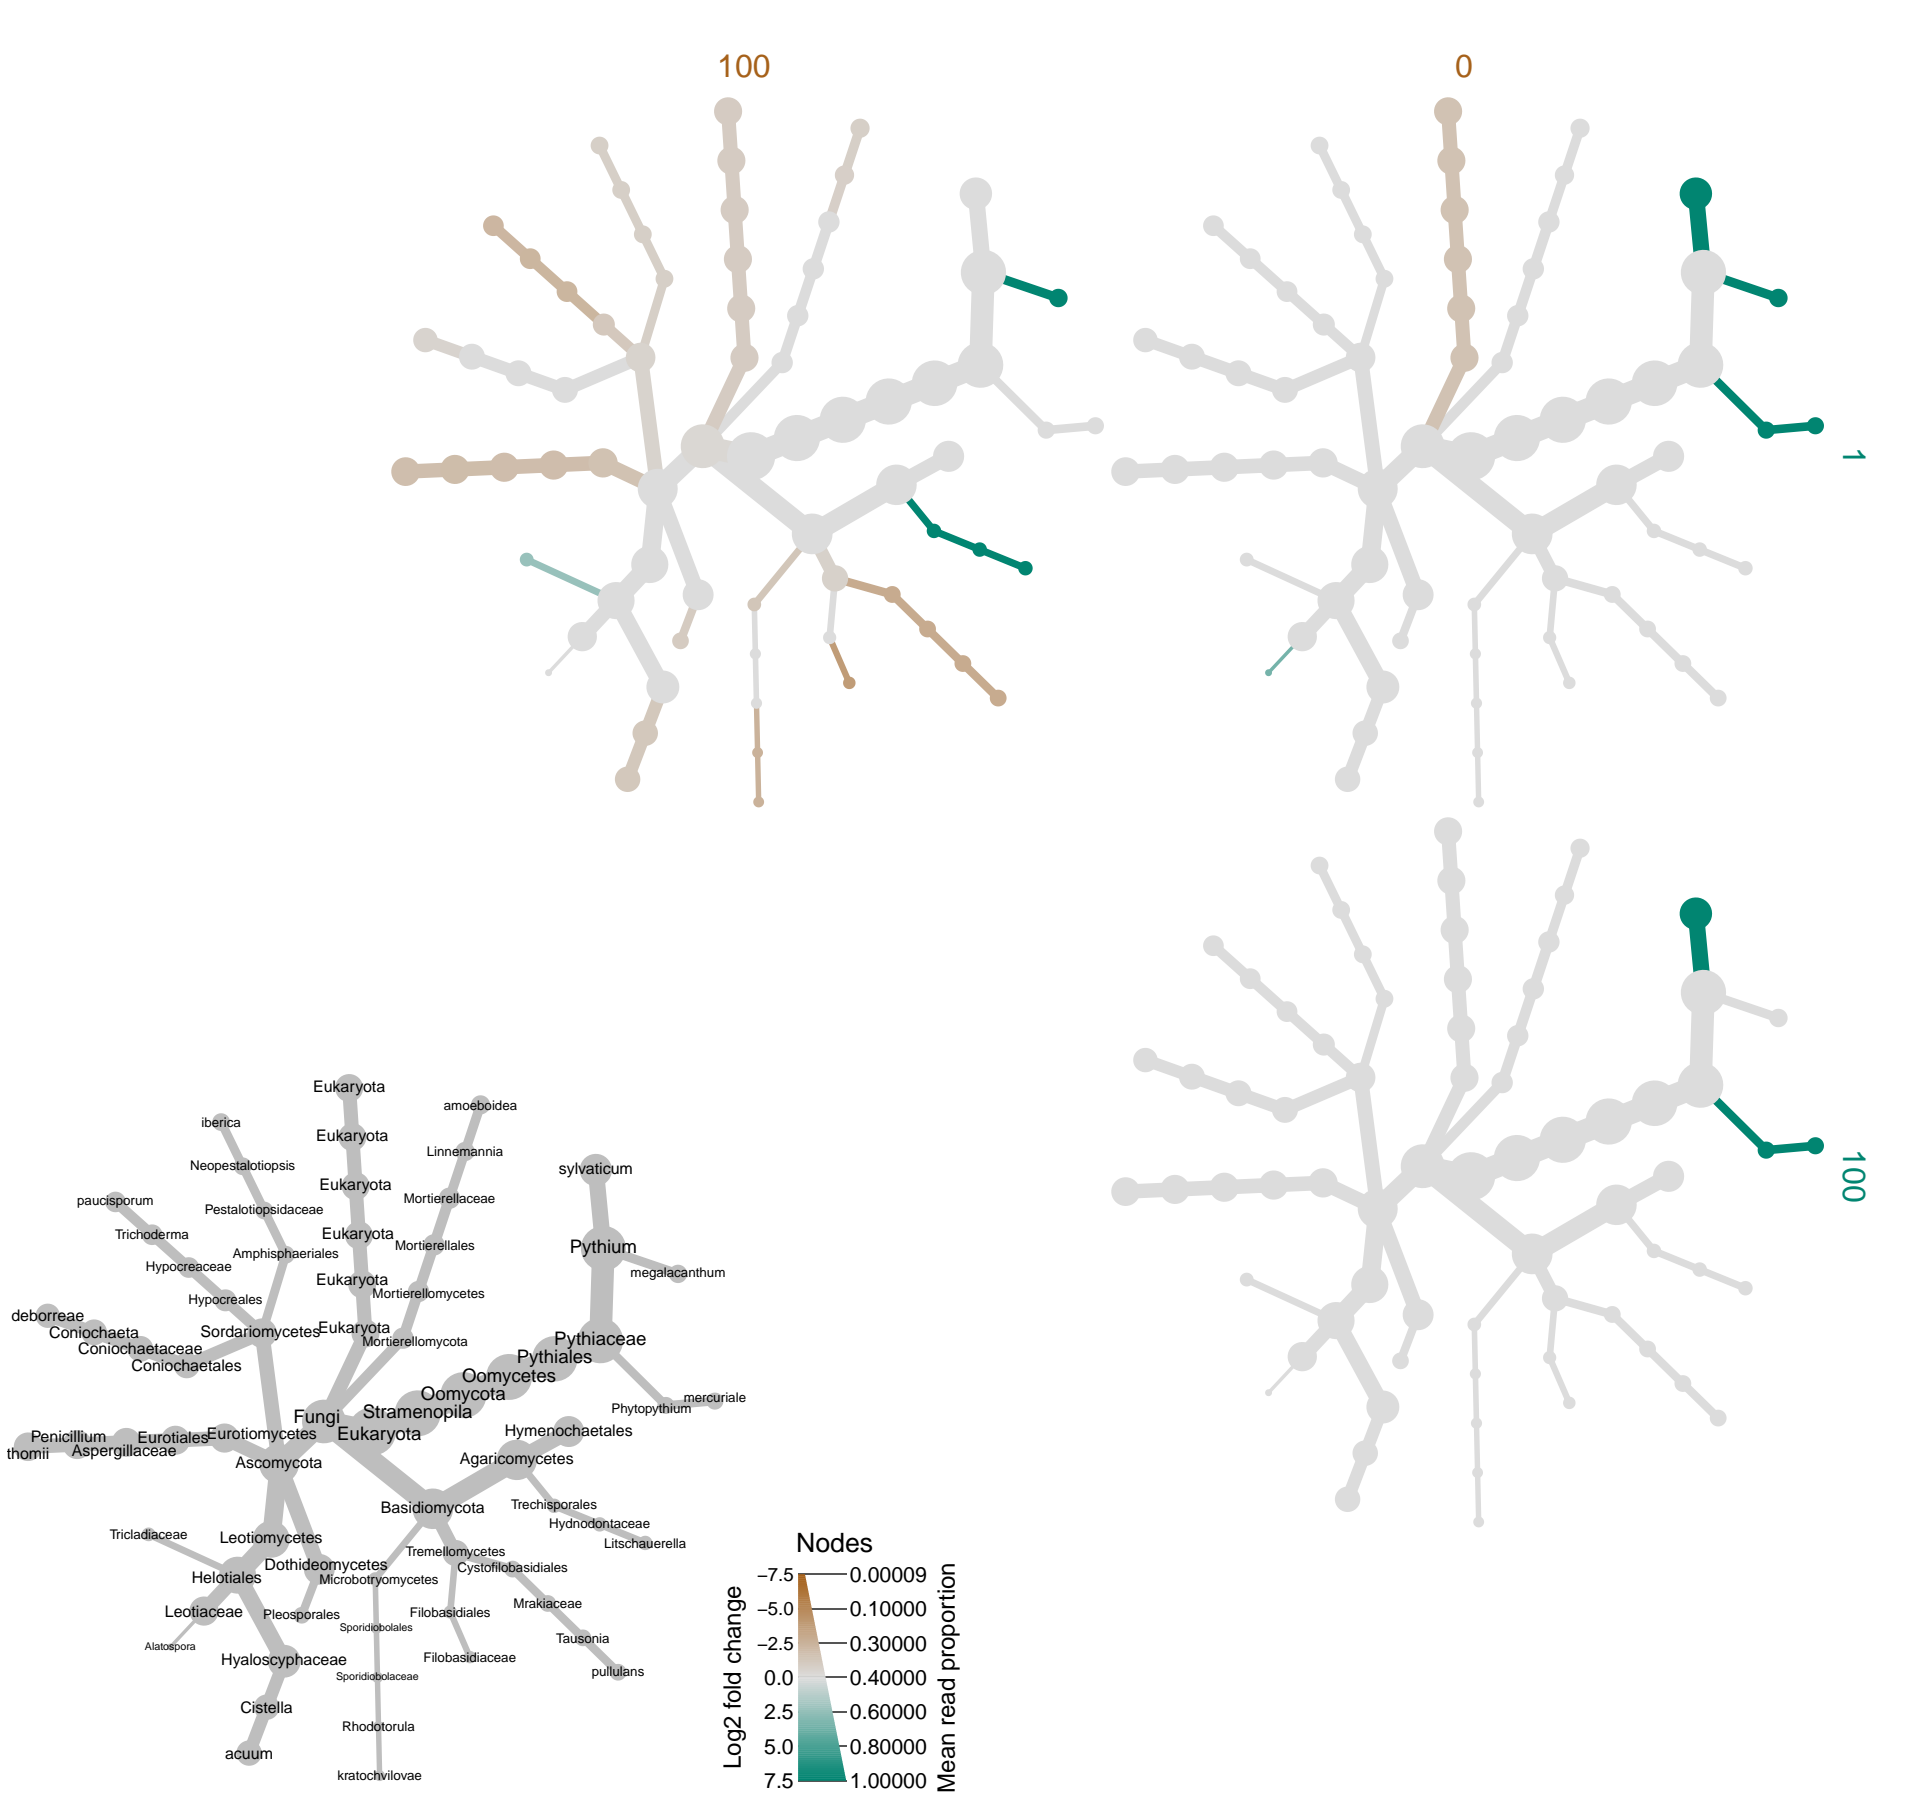 100
0
1
100
Eukaryota
amoeboidea
iberica
Eukaryota
Linnemannia
Neopestalotiopsis
sylvaticum
Eukaryota
paucisporum
Mortierellaceae
Pestalotiopsidaceae
Trichoderma
Eukaryota
Mortierellales
Pythium
Amphisphaeriales
Hypocreaceae
megalacanthum
Eukaryota
Mortierellomycetes
Hypocreales
deborreae
Coniochaeta
Sordariomycetes
Eukaryota
Mortierellomycota
Pythiaceae
Coniochaetaceae
Pythiales
Coniochaetales
Oomycetes
Oomycota
mercuriale
Phytopythium
Stramenopila
Fungi
Eukaryota
Hymenochaetales
Penicillium
Eurotiales
Eurotiomycetes
thomii
Aspergillaceae
Ascomycota
Agaricomycetes
Basidiomycota
Trechisporales
Hydnodontaceae
Litschauerella
Tricladiaceae
Leotiomycetes
Tremellomycetes
Dothideomycetes
Cystofilobasidiales
Helotiales
Microbotryomycetes
Mrakiaceae
Leotiaceae
Pleosporales
Filobasidiales
Sporidiobolales
Tausonia
Alatospora
Hyaloscyphaceae
Filobasidiaceae
pullulans
Sporidiobolaceae
Cistella
Rhodotorula
acuum
kratochvilovae
Nodes
Log2 fold change
Mean read proportion
−7.5 0.00009
−5.0 0.10000
−2.5 0.30000
0.0 0.40000
2.5 0.60000
5.0 0.80000
7.5 1.00000